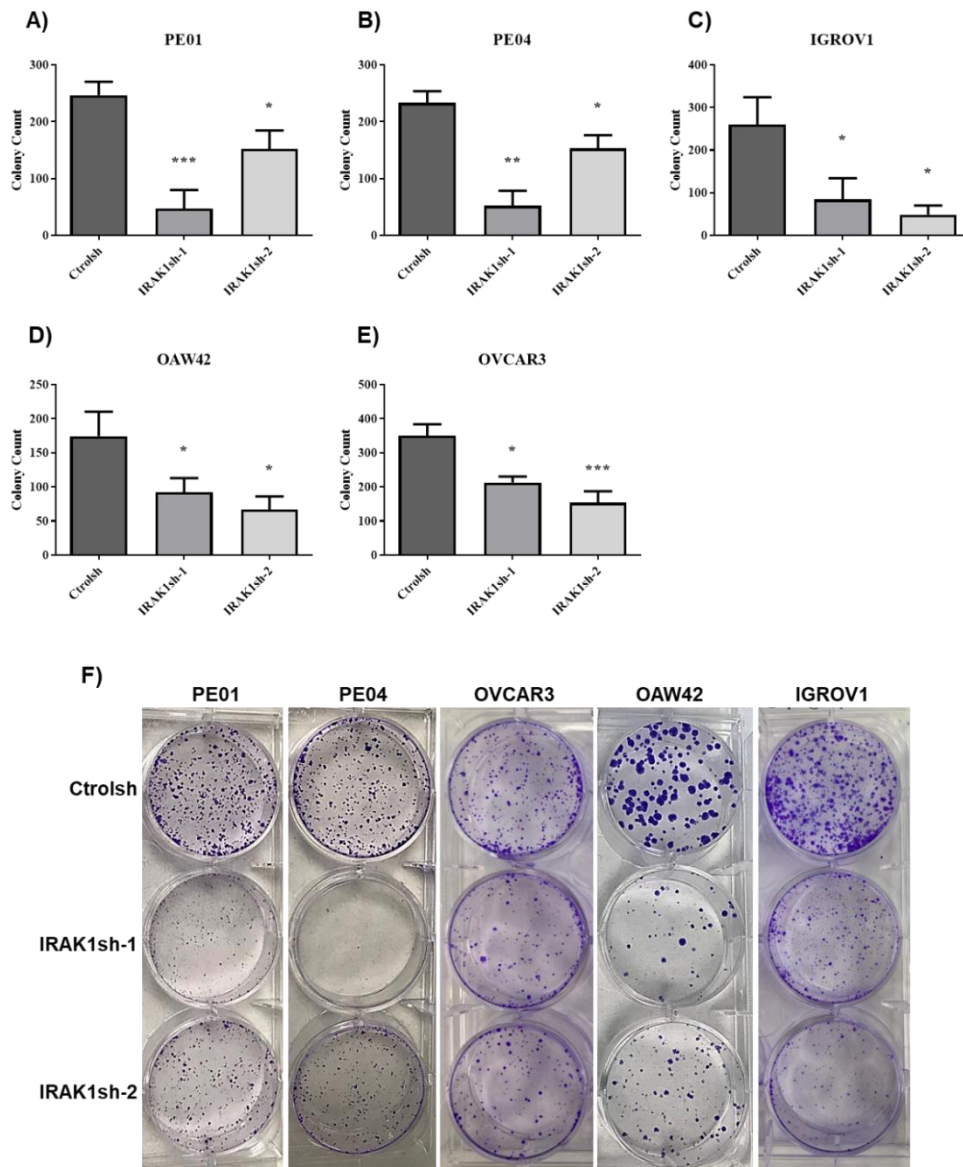 A)
PE01
300
200
100
0
Colony Count
***
*
Ctrolsh
IRAK1sh-1
IRAK1sh-2
B)
PE04
300
200
100
0
Colony Count
**
*
Ctrolsh
IRAK1sh-1
IRAK1sh-2
C)
IGROV1
400
300
200
100
0
Colony Count
*
*
Ctrolsh
IRAK1sh-1
IRAK1sh-2
D)
OAW42
250
200
150
100
50
0
Colony Count
*
*
Ctrolsh
IRAK1sh-1
IRAK1sh-2
E)
OVCAR3
500
400
300
200
100
0
Colony Count
*
***
Ctrolsh
IRAK1sh-1
IRAK1sh-2
F)
PE01 PE04 OVCAR3 OAW42 IGROV1
Ctrolsh
IRAK1sh-1
IRAK1sh-2